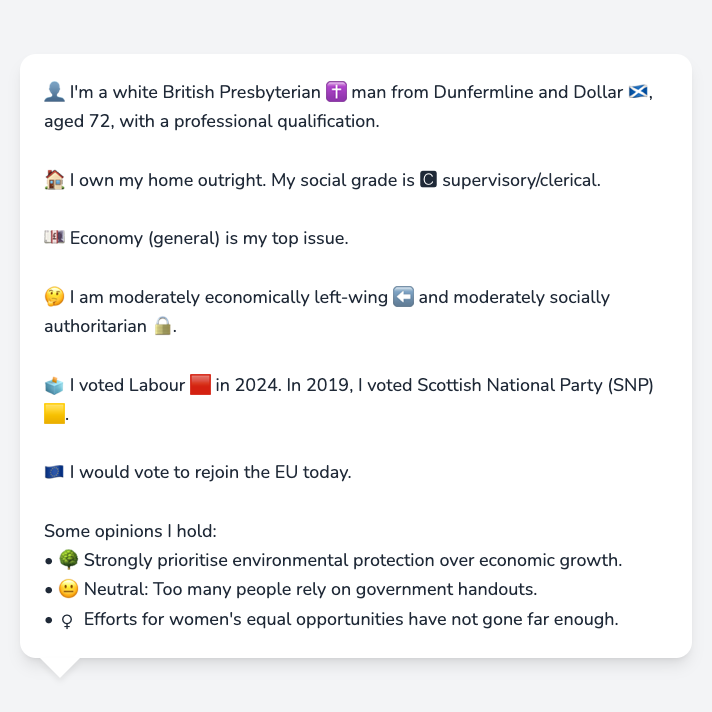 👤 I'm a white British Presbyterian ✝️ man from Dunfermline and Dollar 🏴󠁧󠁢󠁳󠁣󠁴󠁿,
aged 72, with a professional qualification.
🏠 I own my home outright. My social grade is 🅲 supervisory/clerical.
💷 Economy (general) is my top issue.
🤔 I am moderately economically left-wing ⬅️ and moderately socially
authoritarian 🔒.
🗳️ I voted Labour 🟥 in 2024. In 2019, I voted Scottish National Party (SNP)
🟨.
🇪🇺 I would vote to rejoin the EU today.
Some opinions I hold:
• 🌳 Strongly prioritise environmental protection over economic growth.
• 😐 Neutral: Too many people rely on government handouts.
• ♀ Efforts for women's equal opportunities have not gone far enough.